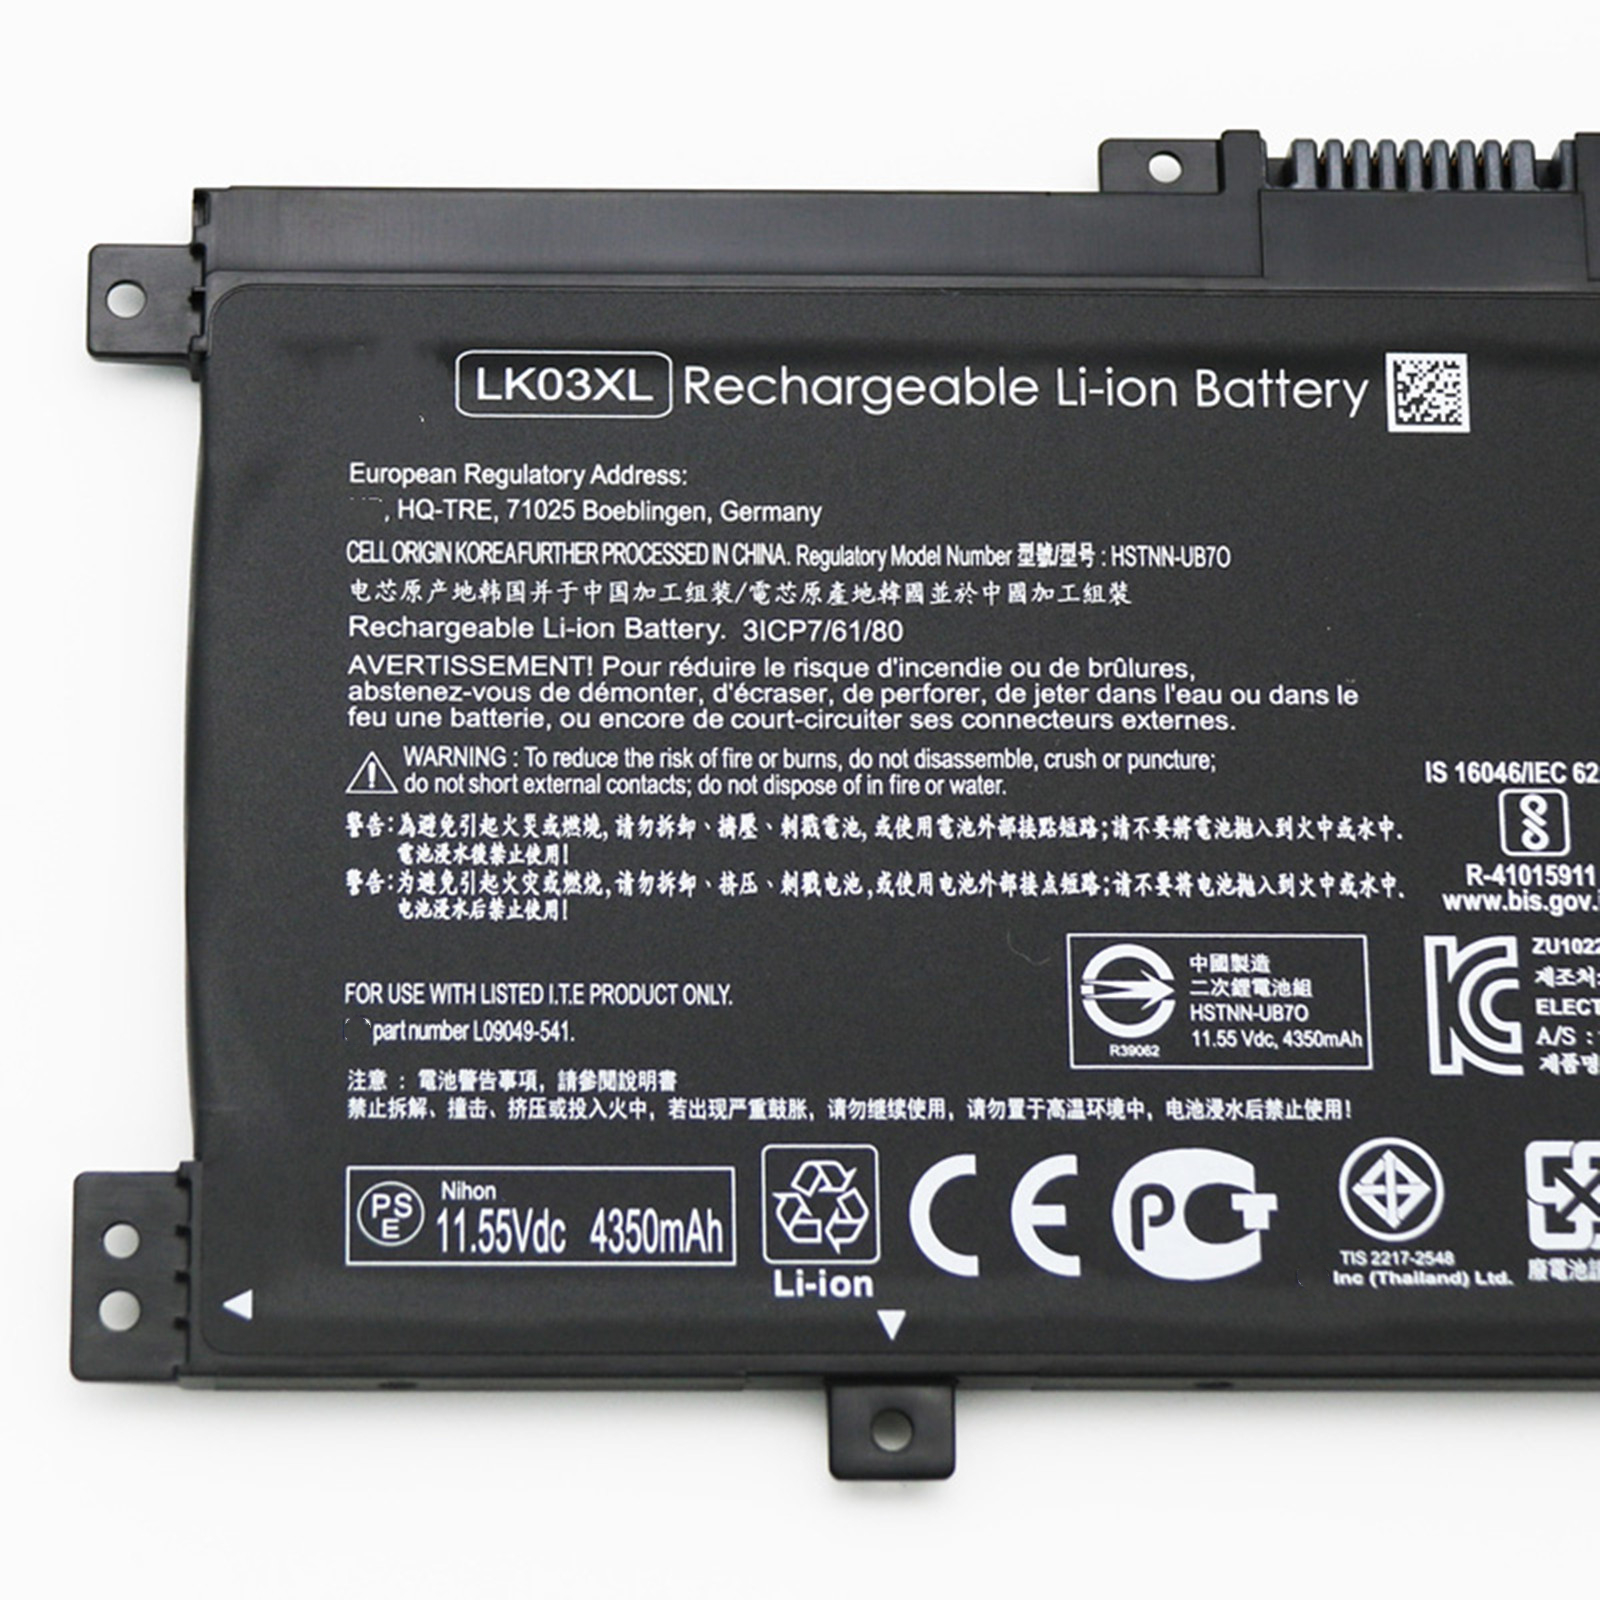 LK03XL Rechargeable Li-ion Battery
European Regulatory Address:
, HQ-TRE, 71025 Boeblingen, Germany
CELL ORIGIN KOREA FURTHER PROCESSED IN CHINA. Regulatory Model Number 型號/型号 : HSTNN-UB7O
电芯原产地韩国并于中国加工组装/電芯原產地韓國並於中國加工組裝
Rechargeable Li-ion Battery. 3ICP7/61/80
AVERTISSEMENT! Pour réduire le risque d'incendie ou de brûlures,
abstenez-vous de démonter, d'écraser, de perforer, de jeter dans l'eau ou dans le
feu une batterie, ou encore de court-circuiter ses connecteurs externes.
WARNING : To reduce the risk of fire or burns, do not disassemble, crush or puncture;
do not short external contacts; do not dispose of in fire or water.
警告:為避免引起火災或燃燒,請勿拆卸、擠壓、刺戳電池,或使用電池外部接點短路;請不要將電池拋入到火中或水中.
電池浸水後禁止使用!
警告:为避免引起火灾或燃烧,请勿拆卸、挤压、刺戳电池,或使用电池外部接点短路;请不要将电池抛入到火中或水中.
电池浸水后禁止使用!
IS 16046/IEC 62
R-41015911
www.bis.gov.i
FOR USE WITH LISTED I.T.E PRODUCT ONLY.
part number L09049-541.
中國製造
二次鋰電池組
HSTNN-UB7O
11.55 Vdc, 4350mAh
R39062
ZU1022
제조처:
ELECT
A/S :
제품명
注意 : 電池警告事項, 請參閱說明書
禁止拆解、撞击、挤压或投入火中, 若出现严重鼓胀, 请勿继续使用, 请勿置于高温环境中, 电池浸水后禁止使用!
PS
E
Nihon
11.55Vdc 4350mAh
Li-ion
CE
PCT
TIS 2217-2548
Inc (Thailand) Ltd.
廢電池請